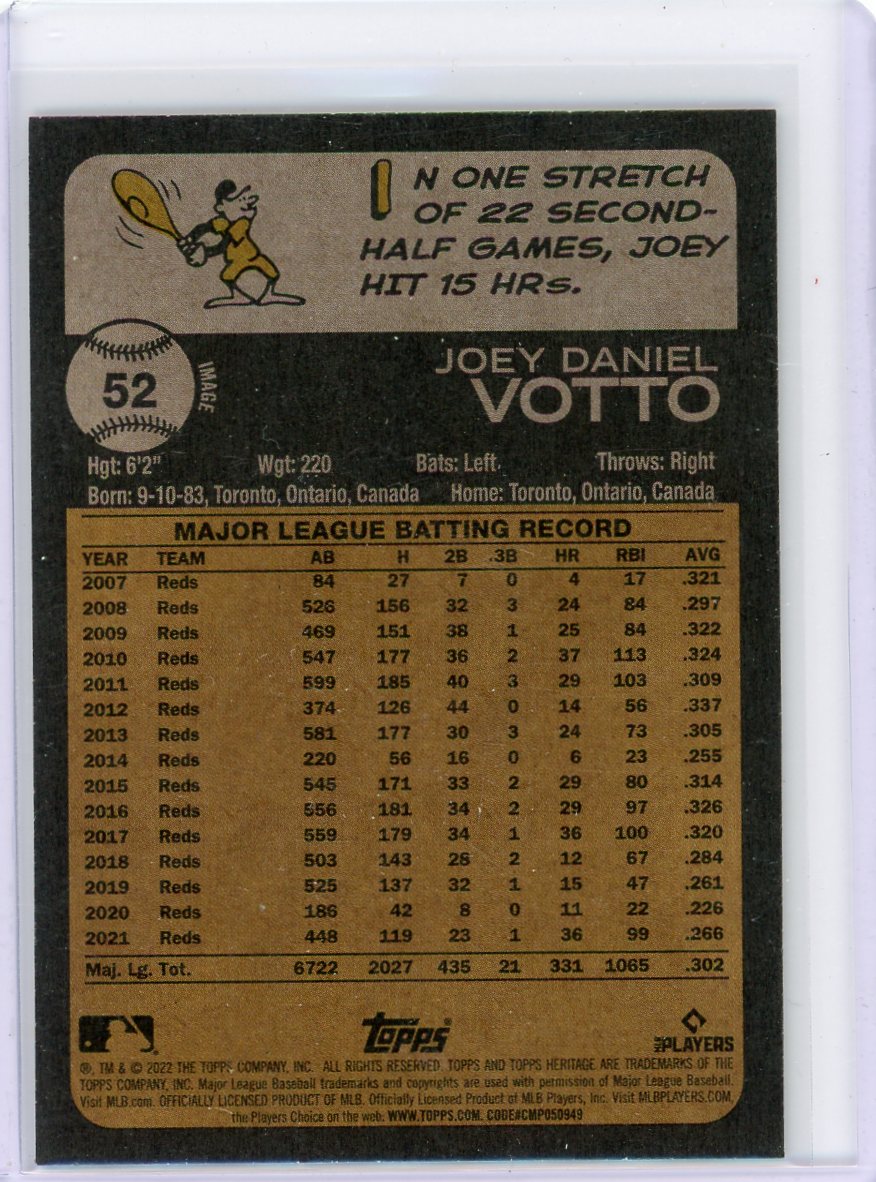 IN ONE STRETCH
OF 22 SECOND-
HALF GAMES, JOEY
HIT 15 HRs.
52
IMAGE
JOEY DANIEL
VOTTO
Hgt: 6'2" Wgt: 220 Bats: Left Throws: Right
Born: 9-10-83, Toronto, Ontario, Canada Home: Toronto, Ontario, Canada
MAJOR LEAGUE BATTING RECORD
YEAR TEAM AB H 2B 3B HR RBI AVG
2007 Reds 84 27 7 0 4 17 .321
2008 Reds 526 156 32 3 24 84 .297
2009 Reds 469 151 38 1 25 84 .322
2010 Reds 547 177 36 2 37 113 .324
2011 Reds 599 185 40 3 29 103 .309
2012 Reds 374 126 44 0 14 56 .337
2013 Reds 581 177 30 3 24 73 .305
2014 Reds 220 56 16 0 6 23 .255
2015 Reds 545 171 33 2 29 80 .314
2016 Reds 556 181 34 2 29 97 .326
2017 Reds 559 179 34 1 36 100 .320
2018 Reds 503 143 28 2 12 67 .284
2019 Reds 525 137 32 1 15 47 .261
2020 Reds 186 42 8 0 11 22 .226
2021 Reds 448 119 23 1 36 99 .266
Maj. Lg. Tot. 6722 2027 435 21 331 1065 .302
Topps
MLB PLAYERS
®, TM & © 2022 THE TOPPS COMPANY, INC. ALL RIGHTS RESERVED. TOPPS AND TOPPS HERITAGE ARE TRADEMARKS OF THE
TOPPS COMPANY, INC. Major League Baseball trademarks and copyrights are used with permission of Major League Baseball.
Visit MLB.com. OFFICIALLY LICENSED PRODUCT OF MLB Players, Inc. Visit MLBPLAYERS.COM,
the Players Choice on the web. WWW.TOPPS.COM. CODE#CMP050949